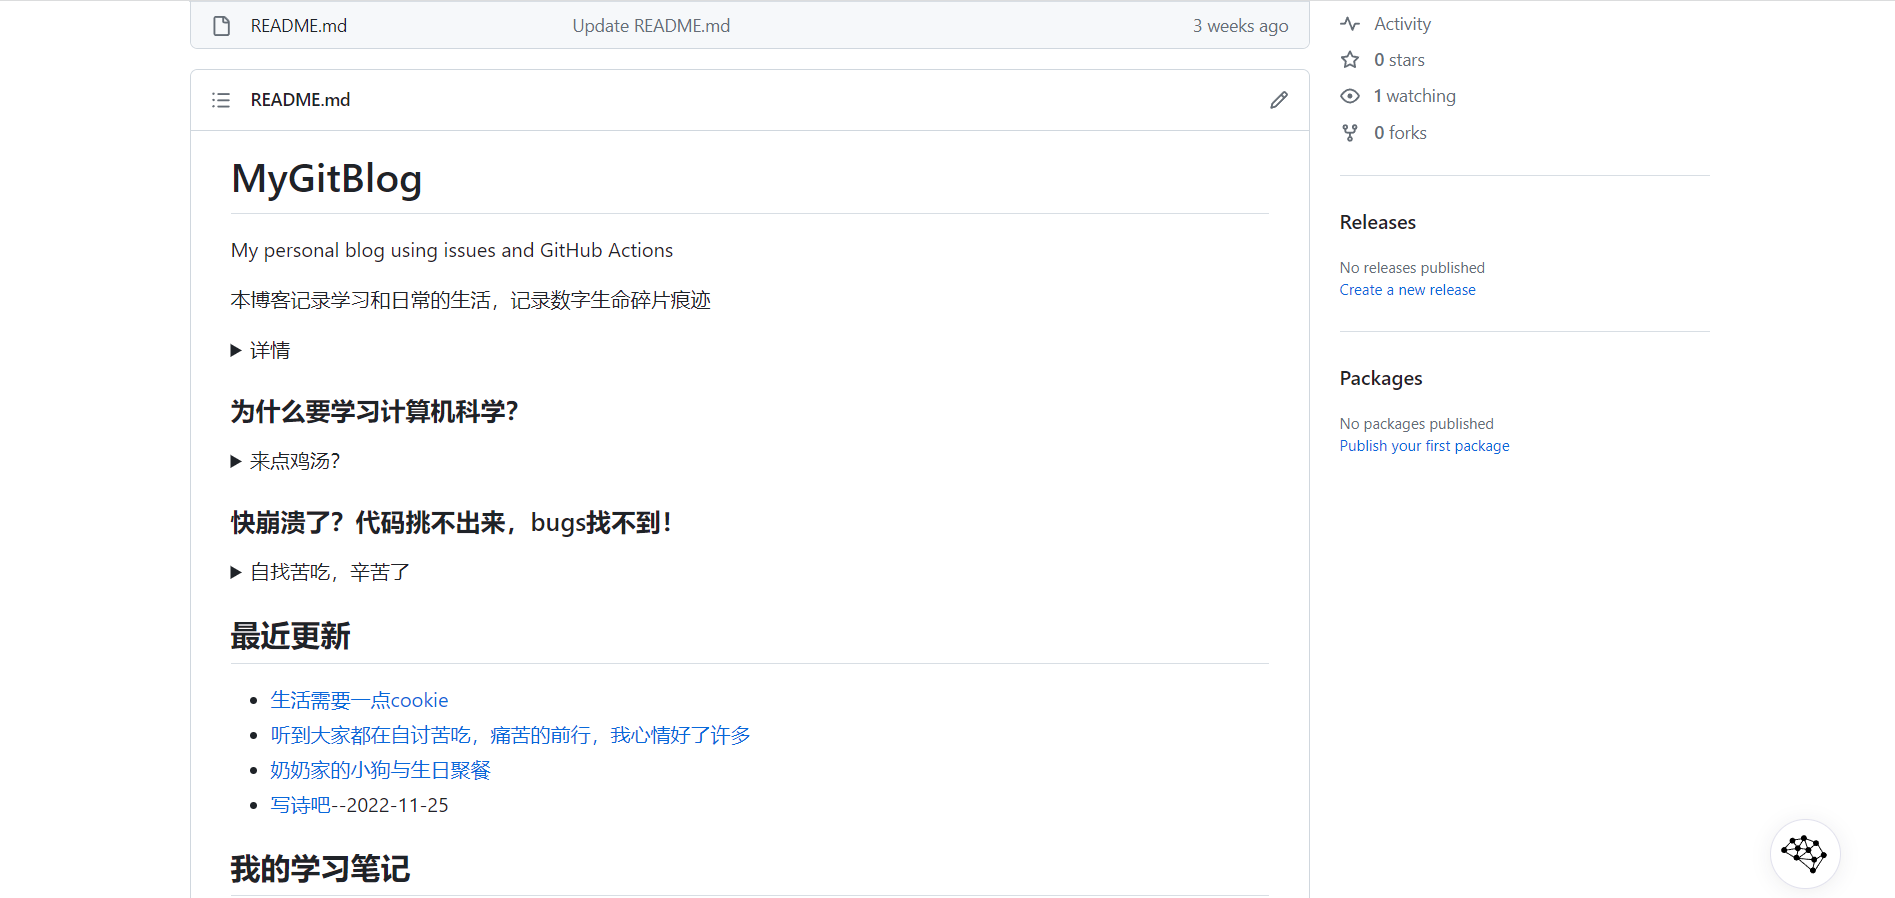 README.md Update README.md 3 weeks ago
README.md
MyGitBlog
My personal blog using issues and GitHub Actions
本博客记录学习和日常的生活，记录数字生命碎片痕迹
详情
为什么要学习计算机科学？
来点鸡汤？
快崩溃了？代码挑不出来，bugs找不到！
自找苦吃，辛苦了
最近更新
生活需要一点cookie
听到大家都在自讨苦吃，痛苦的前行，我心情好了许多
奶奶家的小狗与生日聚餐
写诗吧--2022-11-25
我的学习笔记
Activity
0 stars
1 watching
0 forks
Releases
No releases published
Create a new release
Packages
No packages published
Publish your first package